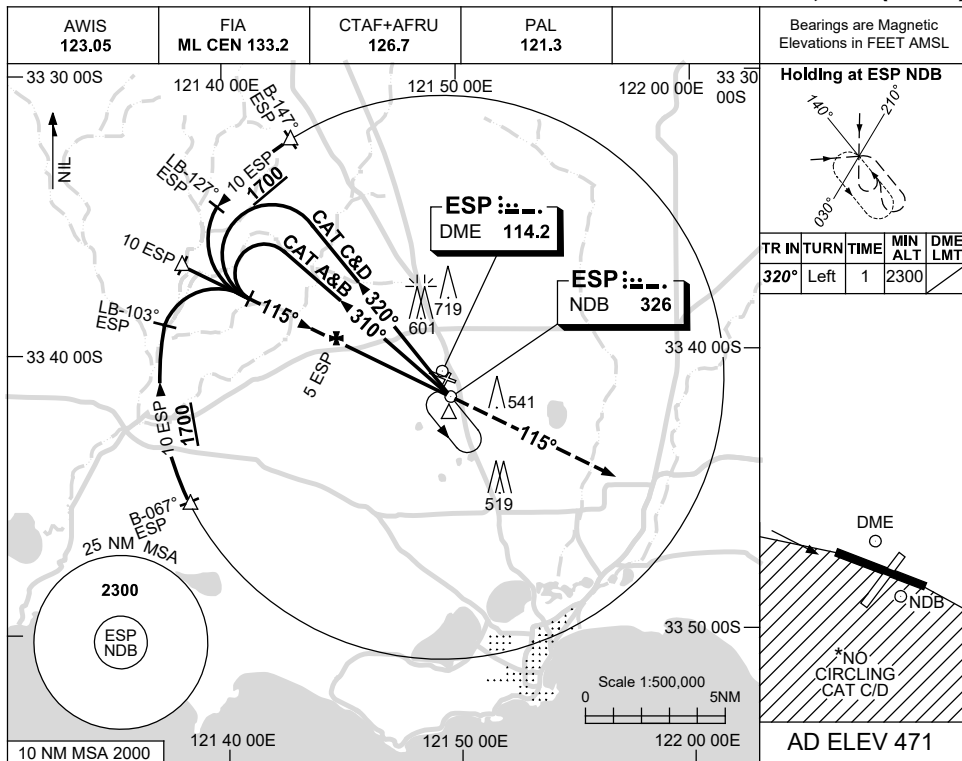 AWIS
123.05
FIA
ML CEN 133.2
CTAF+AFRU
126.7
PAL
121.3
Bearings are Magnetic
Elevations in FEET AMSL
33 30 00S
121 40 00E
121 50 00E
122 00 00E
33 30
00S
NIL
B-147°
ESP
10 ESP
1700
LB-127°
ESP
10 ESP
CAT C&D
CAT A&B
LB-103°
ESP
115°
320°
310°
5 ESP
ESP
DME 114.2
ESP
NDB 326
719
601
33 40 00S
33 40 00S
541
115°
519
10 ESP
1700
B-067°
ESP
25 NM MSA
2300
ESP
NDB
33 50 00S
Scale 1:500,000
0 5NM
10 NM MSA 2000
121 40 00E
121 50 00E
122 00 00E
Holding at ESP NDB
140°
210°
030°
TR IN TURN TIME MIN ALT DME LMT
320° Left 1 2300
DME
NDB
*NO
CIRCLING
CAT C/D
AD ELEV 471